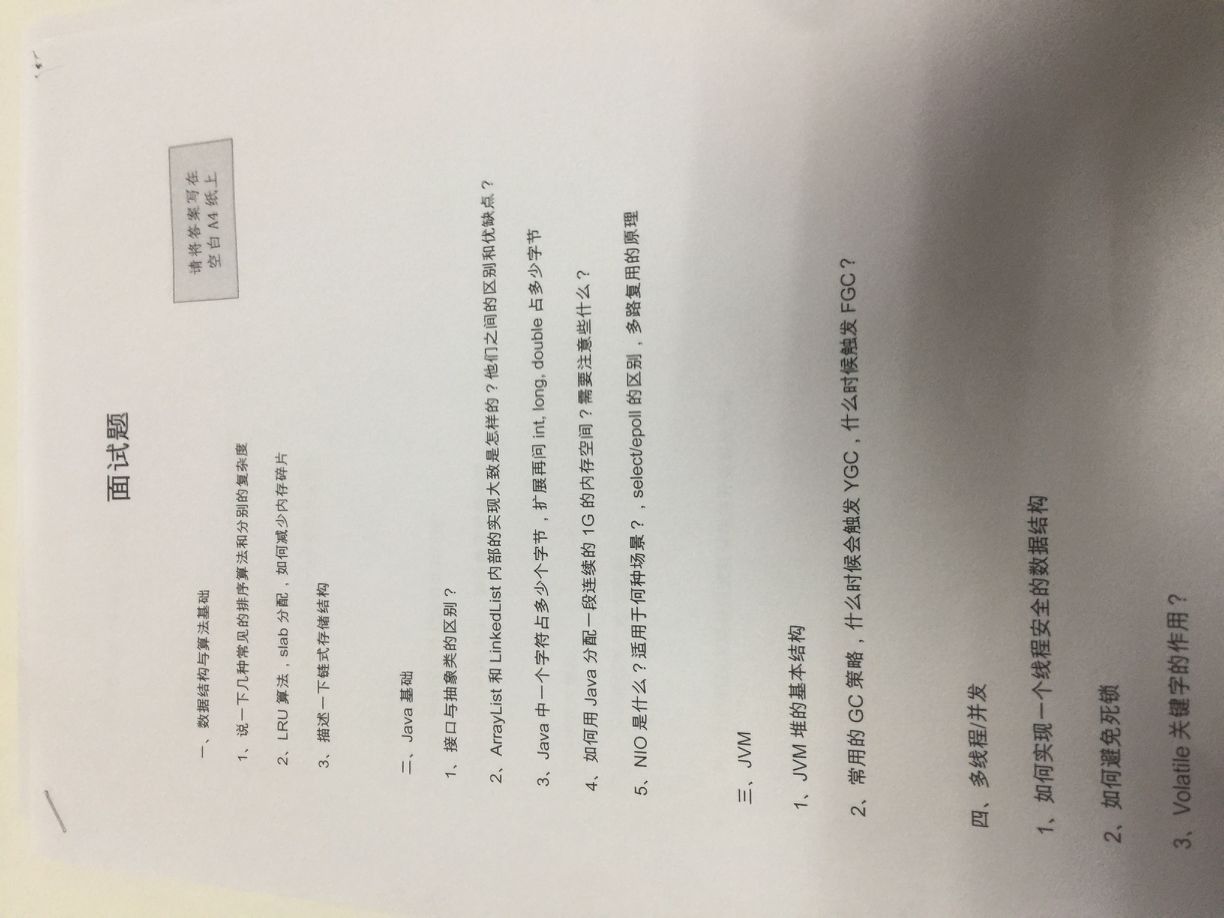 面试题
请将答案写在
空白 A4 纸上
一、数据结构与算法基础
1、说一下几种常见的排序算法和分别的复杂度
2、LRU 算法，slab 分配，如何减少内存碎片
3、描述一下链式存储结构
二、Java 基础
1、接口与抽象类的区别？
2、ArrayList 和 LinkedList 内部的实现大致是怎样的？他们之间的区别和优缺点？
3、Java 中一个字符占多少个字节，扩展再问 int, long, double 占多少字节
4、如何用 Java 分配一段连续的 1G 的内存空间？需要注意些什么？
5、NIO 是什么？适用于何种场景？，select/epoll 的区别，多路复用的原理
三、JVM
1、JVM 堆的基本结构
2、常用的 GC 策略，什么时候会触发 YGC，什么时候触发 FGC？
四、多线程/并发
1、如何实现一个线程安全的数据结构
2、如何避免死锁
3、Volatile 关键字的作用？